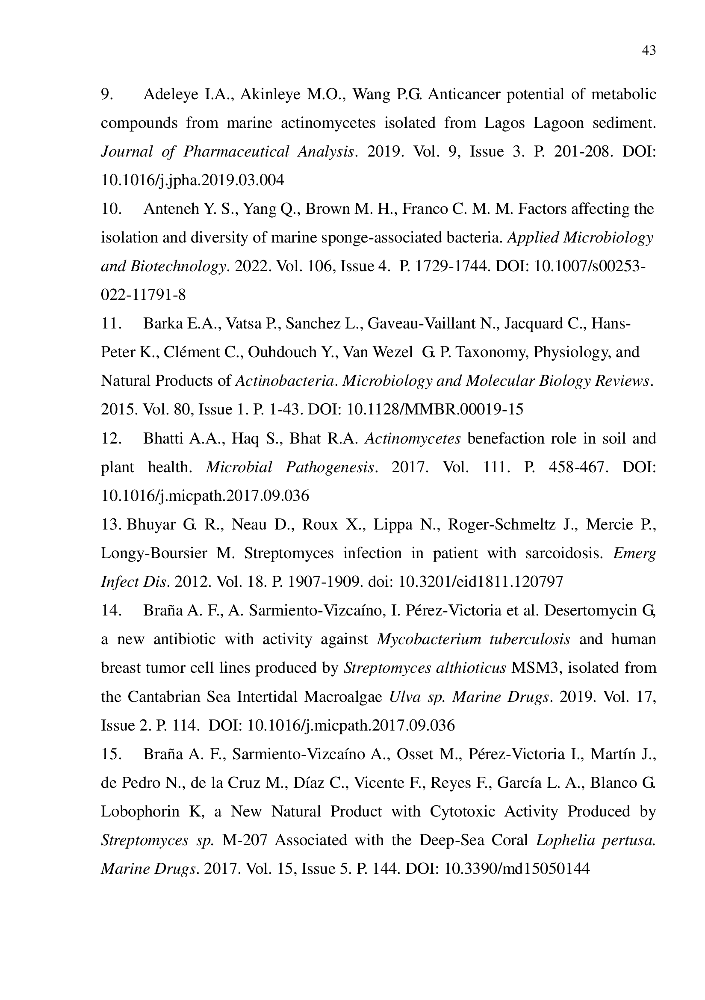 43
9. Adeleye I.A., Akinleye M.O., Wang P.G. Anticancer potential of metabolic
compounds from marine actinomycetes isolated from Lagos Lagoon sediment.
Journal of Pharmaceutical Analysis. 2019. Vol. 9, Issue 3. P. 201-208. DOI:
10.1016/j.jpha.2019.03.004
10. Anteneh Y. S., Yang Q., Brown M. H., Franco C. M. M. Factors affecting the
isolation and diversity of marine sponge-associated bacteria. Applied Microbiology
and Biotechnology. 2022. Vol. 106, Issue 4. P. 1729-1744. DOI: 10.1007/s00253-
022-11791-8
11. Barka E.A., Vatsa P., Sanchez L., Gaveau-Vaillant N., Jacquard C., Hans-
Peter K., Clément C., Ouhdouch Y., Van Wezel G. P. Taxonomy, Physiology, and
Natural Products of Actinobacteria. Microbiology and Molecular Biology Reviews.
2015. Vol. 80, Issue 1. P. 1-43. DOI: 10.1128/MMBR.00019-15
12. Bhatti A.A., Haq S., Bhat R.A. Actinomycetes benefaction role in soil and
plant health. Microbial Pathogenesis. 2017. Vol. 111. P. 458-467. DOI:
10.1016/j.micpath.2017.09.036
13. Bhuyar G. R., Neau D., Roux X., Lippa N., Roger-Schmeltz J., Mercie P.,
Longy-Boursier M. Streptomyces infection in patient with sarcoidosis. Emerg
Infect Dis. 2012. Vol. 18. P. 1907-1909. doi: 10.3201/eid1811.120797
14. Braña A. F., A. Sarmiento-Vizcaíno, I. Pérez-Victoria et al. Desertomycin G,
a new antibiotic with activity against Mycobacterium tuberculosis and human
breast tumor cell lines produced by Streptomyces althioticus MSM3, isolated from
the Cantabrian Sea Intertidal Macroalgae Ulva sp. Marine Drugs. 2019. Vol. 17,
Issue 2. P. 114. DOI: 10.1016/j.micpath.2017.09.036
15. Braña A. F., Sarmiento-Vizcaíno A., Osset M., Pérez-Victoria I., Martín J.,
de Pedro N., de la Cruz M., Díaz C., Vicente F., Reyes F., García L. A., Blanco G.
Lobophorin K, a New Natural Product with Cytotoxic Activity Produced by
Streptomyces sp. M-207 Associated with the Deep-Sea Coral Lophelia pertusa.
Marine Drugs. 2017. Vol. 15, Issue 5. P. 144. DOI: 10.3390/md15050144